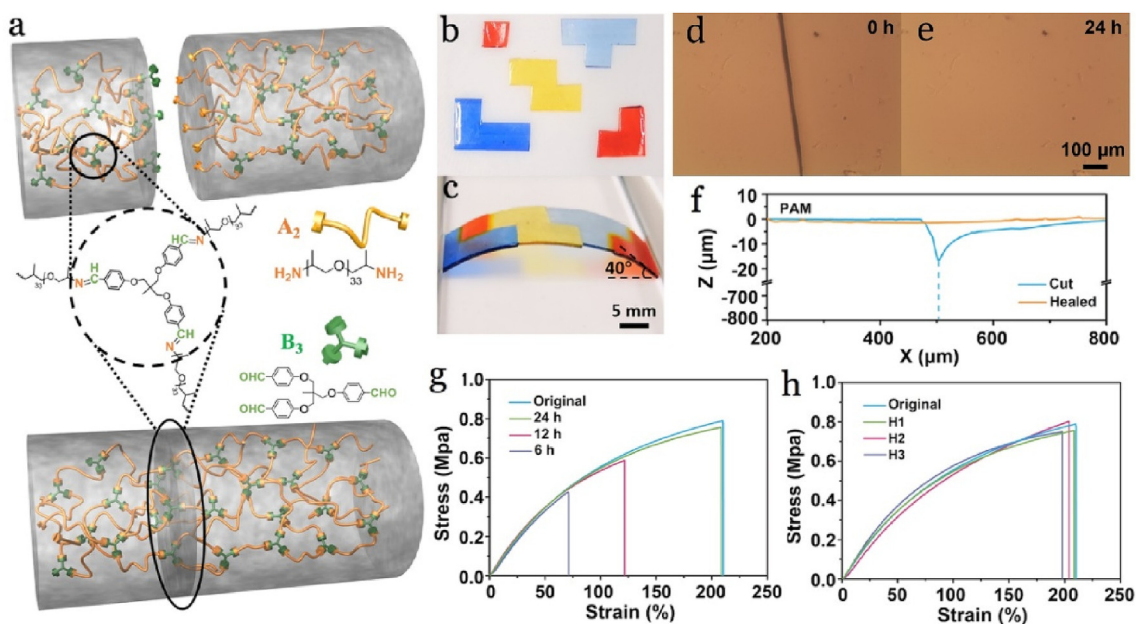 a
A₂
H₂N
O
33
NH₂
B₃
OHC
O
O
CHO
OHC
O
CH=N
O
35
H
C
N
O
33
O
O
O
CH
N
O
b
c
40°
5 mm
d
0 h
e
24 h
100 μm
f
PAM
Z (μm)
10
0
-10
-20
-700
-800
Cut
Healed
200
400
600
800
X (μm)
g
Stress (Mpa)
1.0
0.8
0.6
0.4
0.2
0.0
Original
24 h
12 h
6 h
0 50 100 150 200 250
Strain (%)
h
Stress (Mpa)
1.0
0.8
0.6
0.4
0.2
0.0
Original
H1
H2
H3
0 50 100 150 200 250
Strain (%)